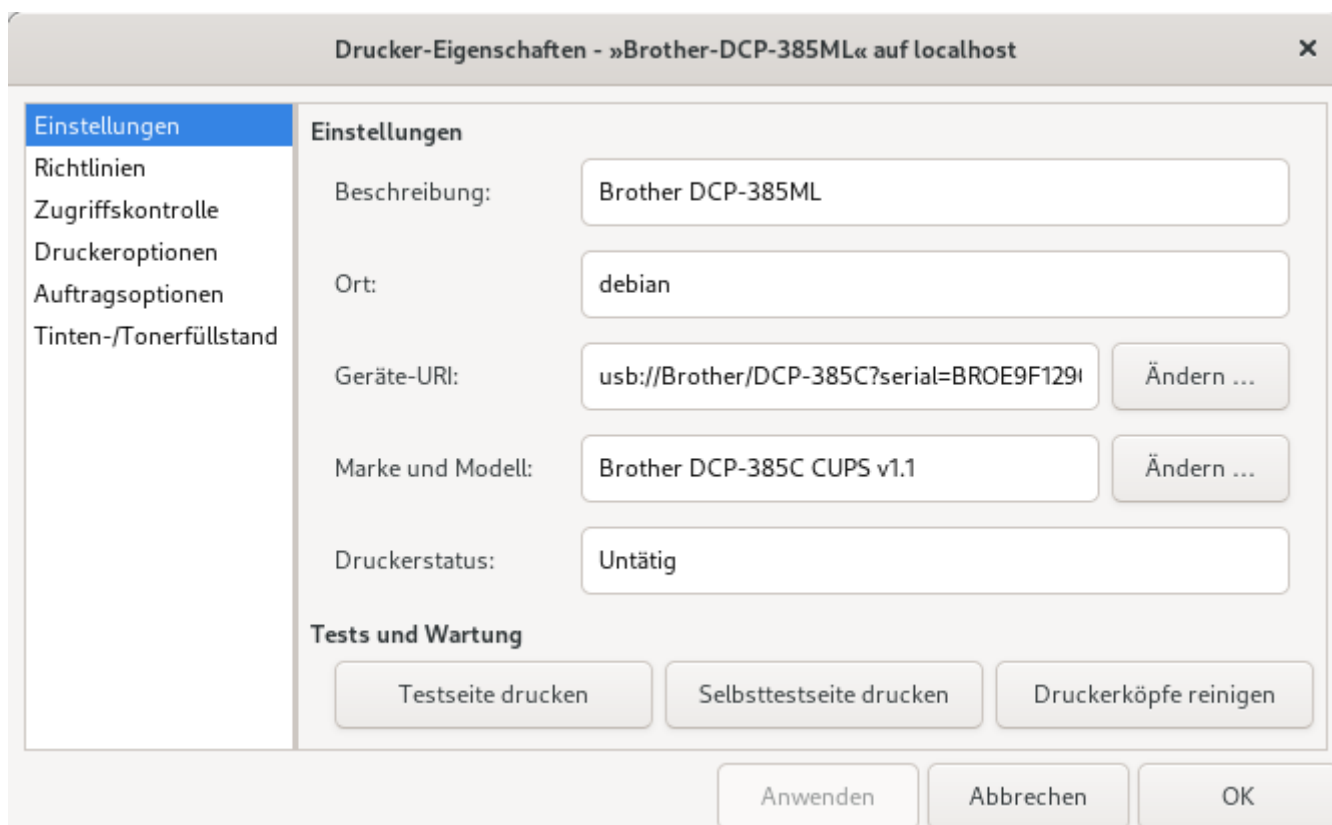 Drucker-Eigenschaften - »Brother-DCP-385ML« auf localhost
Einstellungen
Richtlinien
Zugriffskontrolle
Druckeroptionen
Auftragsoptionen
Tinten-/Tonerfüllstand
Einstellungen
Beschreibung: Brother DCP-385ML
Ort: debian
Geräte-URI: usb://Brother/DCP-385C?serial=BROE9F129 Ändern ...
Marke und Modell: Brother DCP-385C CUPS v1.1 Ändern ...
Druckerstatus: Untätig
Tests und Wartung
Testseite drucken Selbsttestseite drucken Druckerköpfe reinigen
Anwenden Abbrechen OK